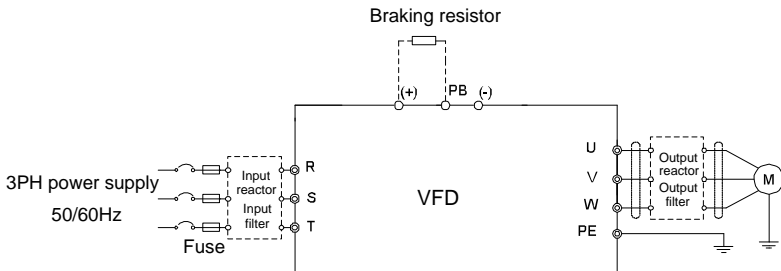 Braking resistor
(+)
PB
(-)
3PH power supply
50/60Hz
Fuse
Input
reactor
Input
filter
R
S
T
VFD
U
V
W
PE
Output
reactor
Output
filter
M